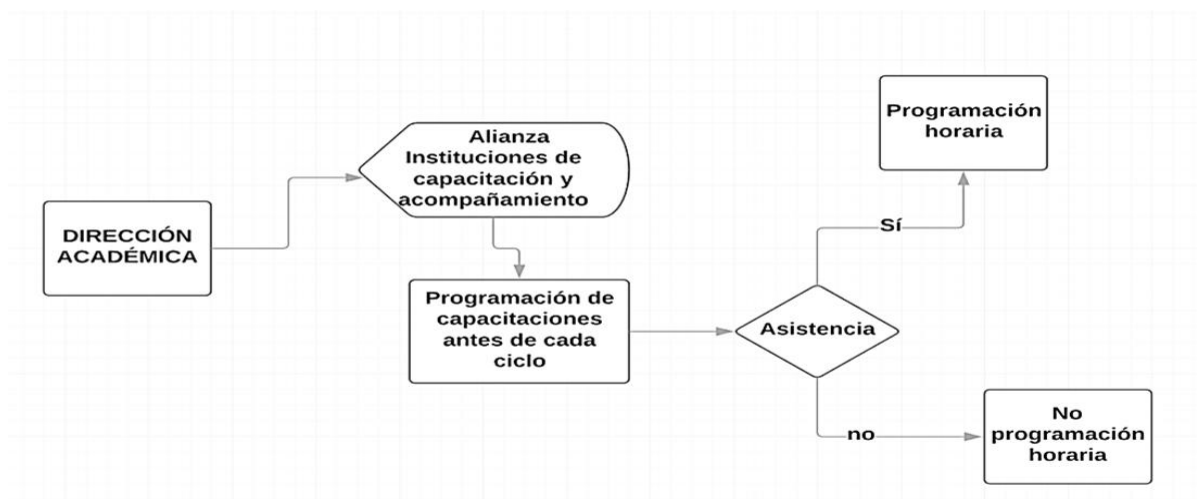 DIRECCIÓN
ACADÉMICA
Alianza
Instituciones de
capacitación y
acompañamiento
Programación de
capacitaciones
antes de cada
ciclo
Asistencia
Sí
Programación
horaria
no
No
programación
horaria